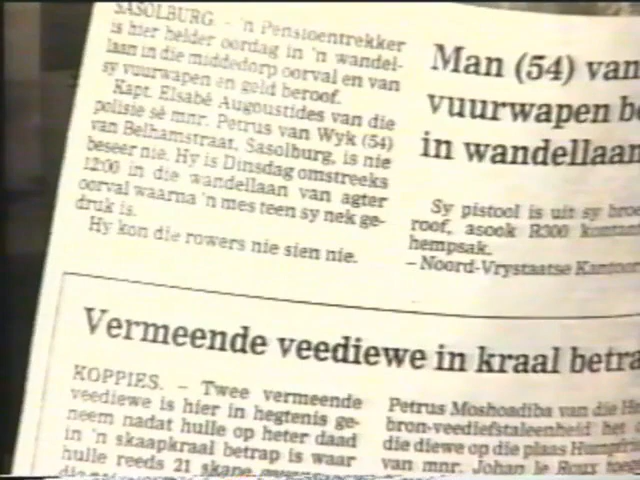 SASOLBURG. – 'n Pensioentrekker
is hier helder oordag in 'n wandel-
laan in die middedorp oorval en van
sy vuurwapen en geld beroof.
Kapt. Elsabé Augoustides van die
polisie sê mnr. Petrus van Wyk (54)
van Belhamstraat, Sasolburg, is nie
beseer nie. Hy is Dinsdag omstreeks
12:00 in die wandellaan van agter
oorval waarna 'n mes teen sy nek ge-
druk is.
Hy kon die rowers nie sien nie.
Man (54) van
vuurwapen be
in wandellaan
Sy pistool is uit sy broe
roof, asook R300 kontan
hempsak.
– Noord-Vrystaatse Kantoor
Vermeende veediewe in kraal betra
KOPPIES. – Twee vermeende
veediewe is hier in hegtenis ge-
neem nadat hulle op heter daad
in 'n skaapkraal betrap is waar
hulle reeds 21 skape
Petrus Moshoadiba van die He
bron-veediefstaleenheid het
die diewe op die plaas
van mnr. Johan le Roux